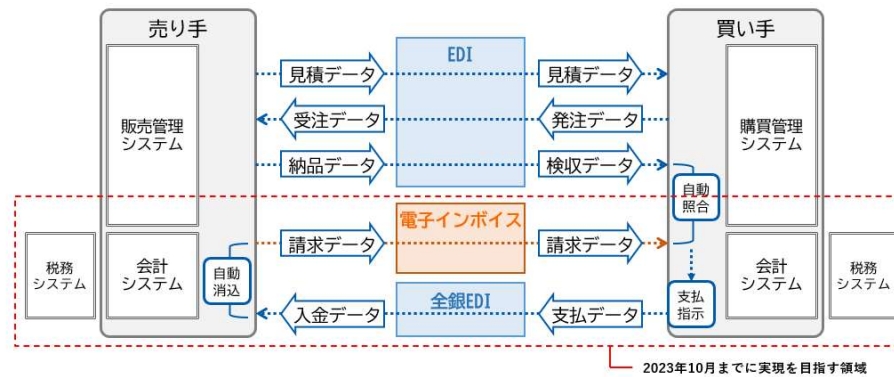 売り手
買い手
EDI
見積データ
見積データ
受注データ
発注データ
販売管理
システム
購買管理
システム
納品データ
検収データ
自動
照合
電子インボイス
請求データ
請求データ
税務
システム
会計
システム
自動
消込
会計
システム
税務
システム
全銀EDI
支払
指示
入金データ
支払データ
2023年10月までに実現を目指す領域